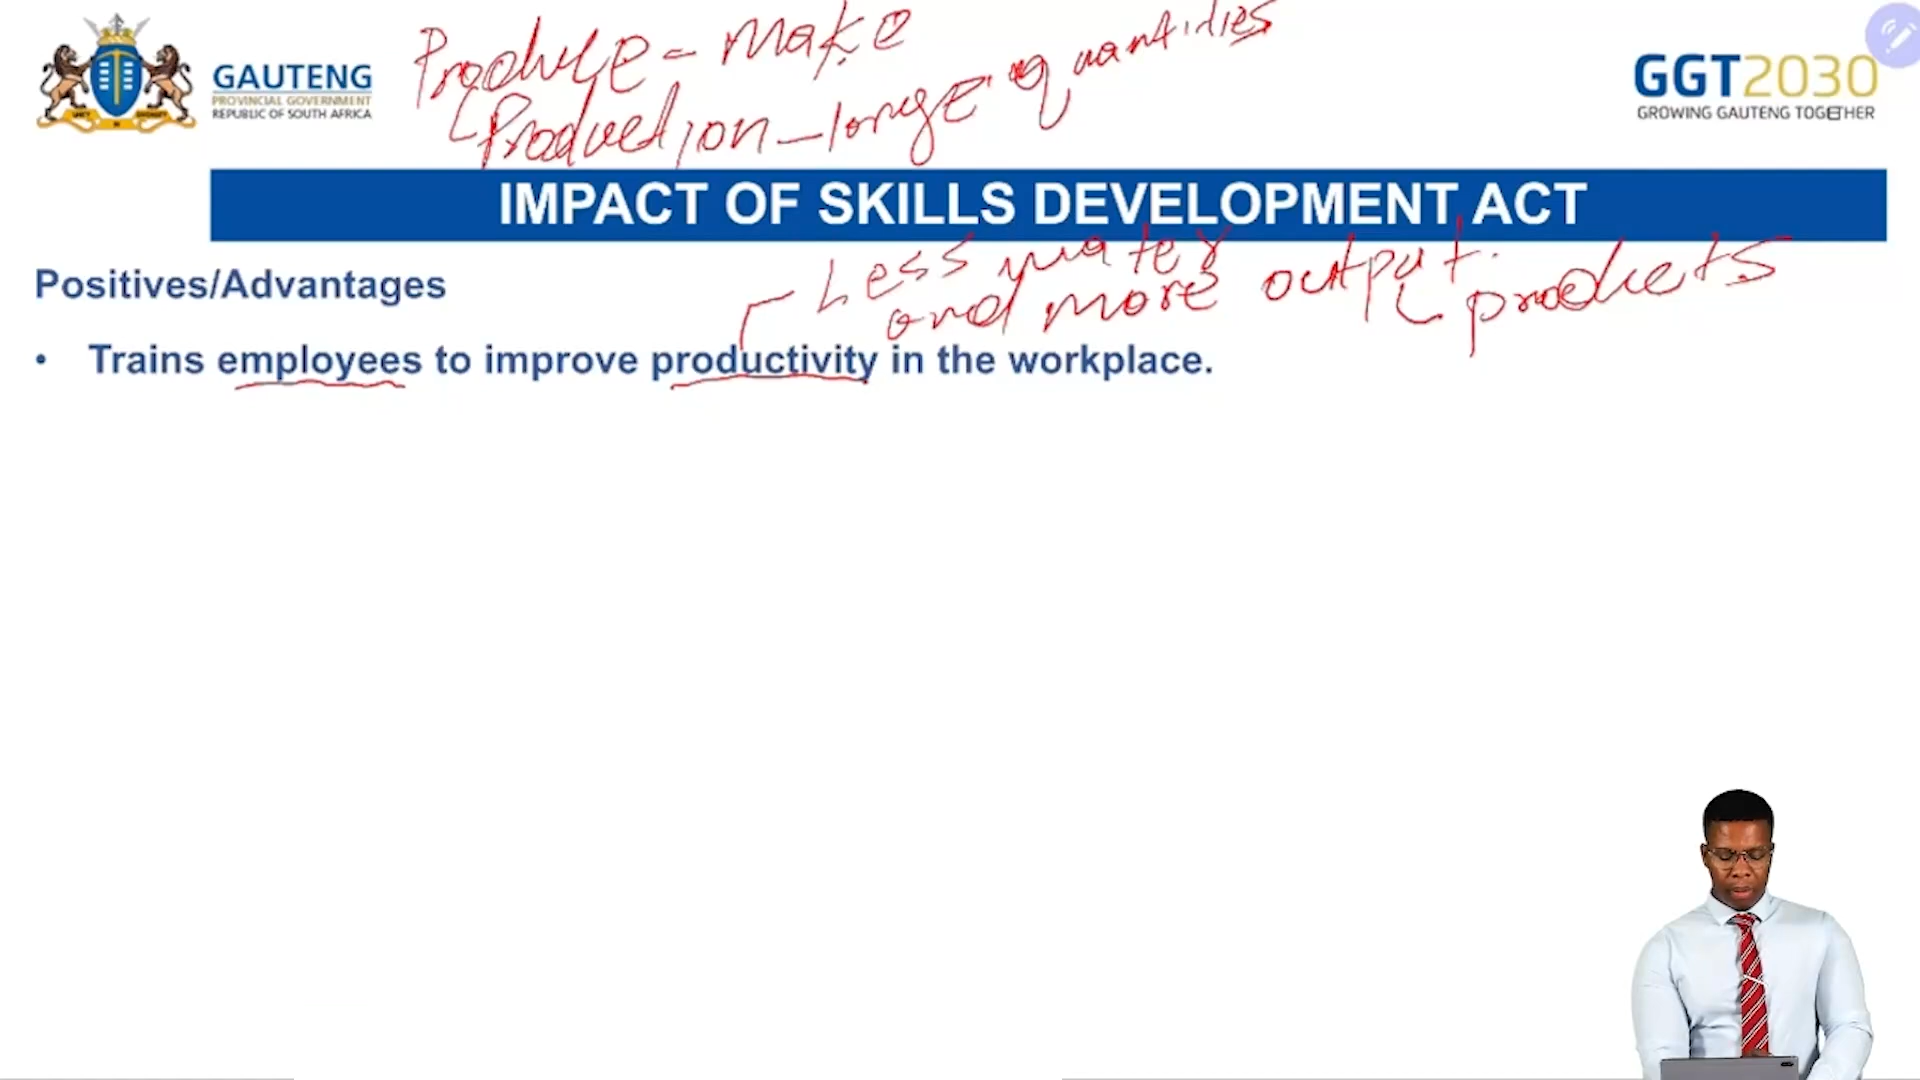 GAUTENG
PROVINCIAL GOVERNMENT
REPUBLIC OF SOUTH AFRICA
Produce = Make
Production - large quantities
GGT2030
GROWING GAUTENG TOGETHER
IMPACT OF SKILLS DEVELOPMENT ACT
Positives/Advantages
Less water
and more output.
products
• Trains employees to improve productivity in the workplace.